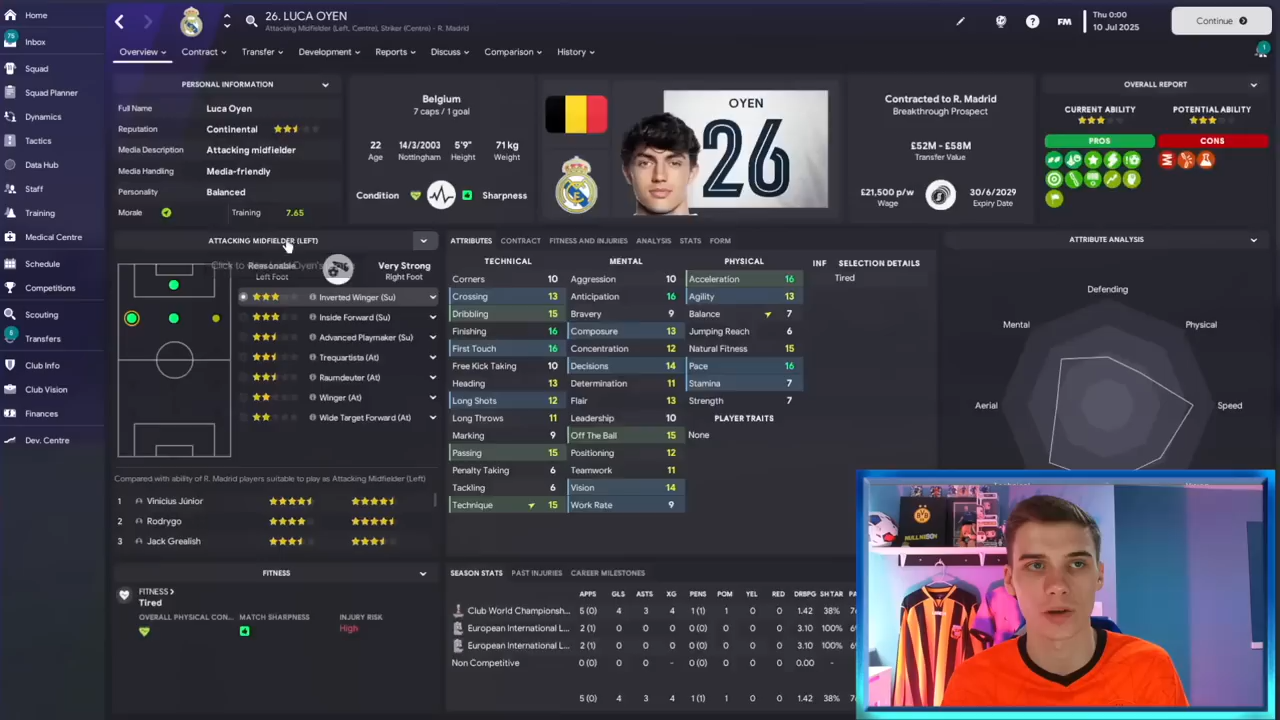 Home
75
Inbox
Squad
Squad Planner
Dynamics
Tactics
Data Hub
Staff
Training
Medical Centre
Schedule
Competitions
Scouting
6
Transfers
Club Info
Club Vision
Finances
Dev. Centre
26. LUCA OYEN
Attacking Midfielder (Left, Centre), Striker (Centre) - R. Madrid
FM
Thu 0:00
10 Jul 2025
Continue
Overview
Contract
Transfer
Development
Reports
Discuss
Comparison
History
1
PERSONAL INFORMATION
Full Name Luca Oyen
Reputation Continental
Media Description Attacking midfielder
Media Handling Media-friendly
Personality Balanced
Morale Training 7.65
Belgium
7 caps / 1 goal
22 14/3/2003 5'9" 71 kg
Age Nottingham Height Weight
Condition Sharpness
OYEN
26
Contracted to R. Madrid
Breakthrough Prospect
£52M - £58M
Transfer Value
£21,500 p/w 30/6/2029
Wage Expiry Date
OVERALL REPORT
CURRENT ABILITY POTENTIAL ABILITY
PROS CONS
ATTACKING MIDFIELDER (LEFT)
Reasonable Very Strong
Left Foot Right Foot
Inverted Winger (Su)
Inside Forward (Su)
Advanced Playmaker (Su)
Trequartista (At)
Raumdeuter (At)
Winger (At)
Wide Target Forward (At)
Compared with ability of R. Madrid players suitable to play as Attacking Midfielder (Left)
1 Vinícius Júnior
2 Rodrygo
3 Jack Grealish
FITNESS
FITNESS >
Tired
OVERALL PHYSICAL CON... MATCH SHARPNESS INJURY RISK
High
ATTRIBUTES CONTRACT FITNESS AND INJURIES ANALYSIS STATS FORM
TECHNICAL MENTAL PHYSICAL INF SELECTION DETAILS
Corners 10 Aggression 10 Acceleration 16 Tired
Crossing 13 Anticipation 16 Agility 13
Dribbling 15 Bravery 9 Balance 7
Finishing 16 Composure 13 Jumping Reach 6
First Touch 16 Concentration 12 Natural Fitness 15
Free Kick Taking 10 Decisions 14 Pace 16
Heading 13 Determination 11 Stamina 7
Long Shots 12 Flair 13 Strength 7
Long Throws 11 Leadership 10 PLAYER TRAITS
Marking 9 Off The Ball 15 None
Passing 15 Positioning 12
Penalty Taking 6 Teamwork 11
Tackling 6 Vision 14
Technique 15 Work Rate 9
ATTRIBUTE ANALYSIS
Defending
Mental Physical
Aerial Speed
SEASON STATS PAST INJURIES CAREER MILESTONES
APPS GLS ASTS XG PENS POM YEL RED DRBPG SH TAR
Club World Championsh... 5 (0) 4 3 4 1 (1) 1 0 0 1.42 38%
European International L... 2 (1) 0 0 0 0 (0) 0 0 0 3.10 100%
European International L... 2 (1) 0 0 0 0 (0) 0 0 0 3.10 100%
Non Competitive 0 (0) 0 0 - 0 (0) 0 0 0 0.00 -
5 (0) 4 3 4 1 (1) 1 0 0 1.42 38%